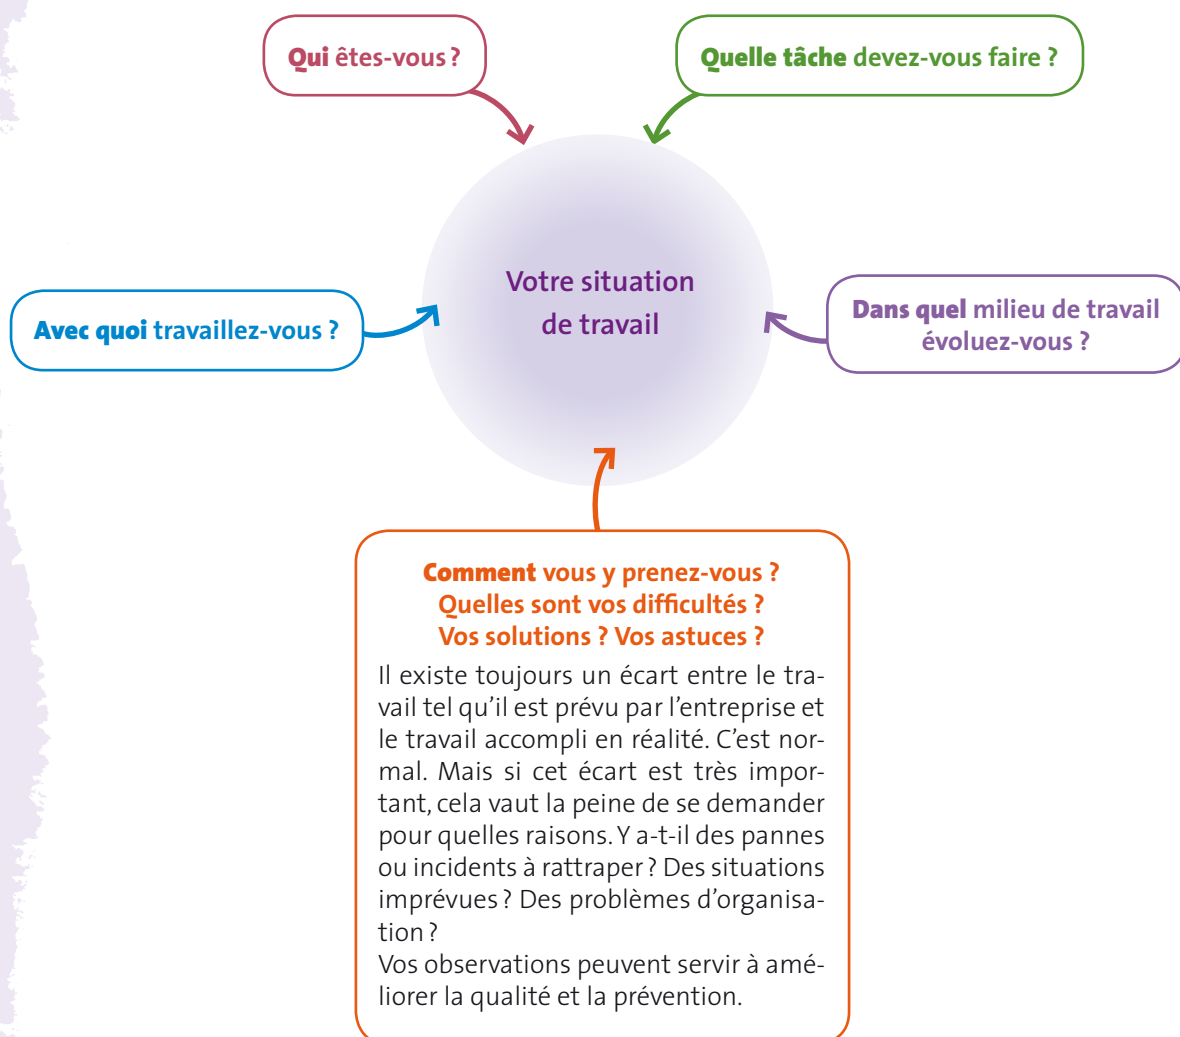 Qui êtes-vous ?
Quelle tâche devez-vous faire ?
Votre situation
de travail
Avec quoi travaillez-vous ?
Dans quel milieu de travail
évoluez-vous ?
Comment vous y prenez-vous ?
Quelles sont vos difficultés ?
Vos solutions ? Vos astuces ?
Il existe toujours un écart entre le tra-
vail tel qu’il est prévu par l’entreprise et
le travail accompli en réalité. C’est nor-
mal. Mais si cet écart est très impor-
tant, cela vaut la peine de se demander
pour quelles raisons. Y a-t-il des pannes
ou incidents à rattraper ? Des situations
imprévues ? Des problèmes d’organisa-
tion ?
Vos observations peuvent servir à amé-
liorer la qualité et la prévention.